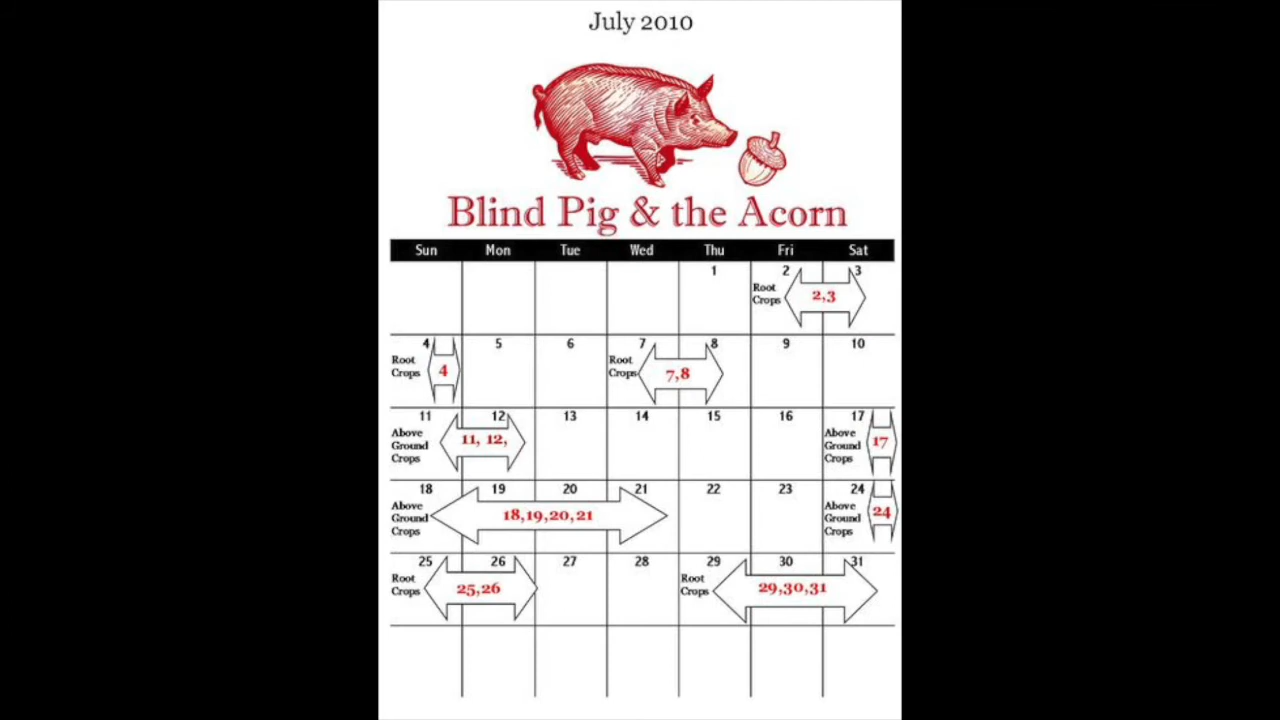 July 2010
Blind Pig & the Acorn
Sun Mon Tue Wed Thu Fri Sat
1 2 3
Root
Crops
2,3
4 5 6 7 8 9 10
Root
Crops
4
Root
Crops
7,8
11 12 13 14 15 16 17
Above
Ground
Crops
11, 12,
Above
Ground
Crops
17
18 19 20 21 22 23 24
Above
Ground
Crops
18,19,20,21
Above
Ground
Crops
24
25 26 27 28 29 30 31
Root
Crops
25,26
Root
Crops
29,30,31